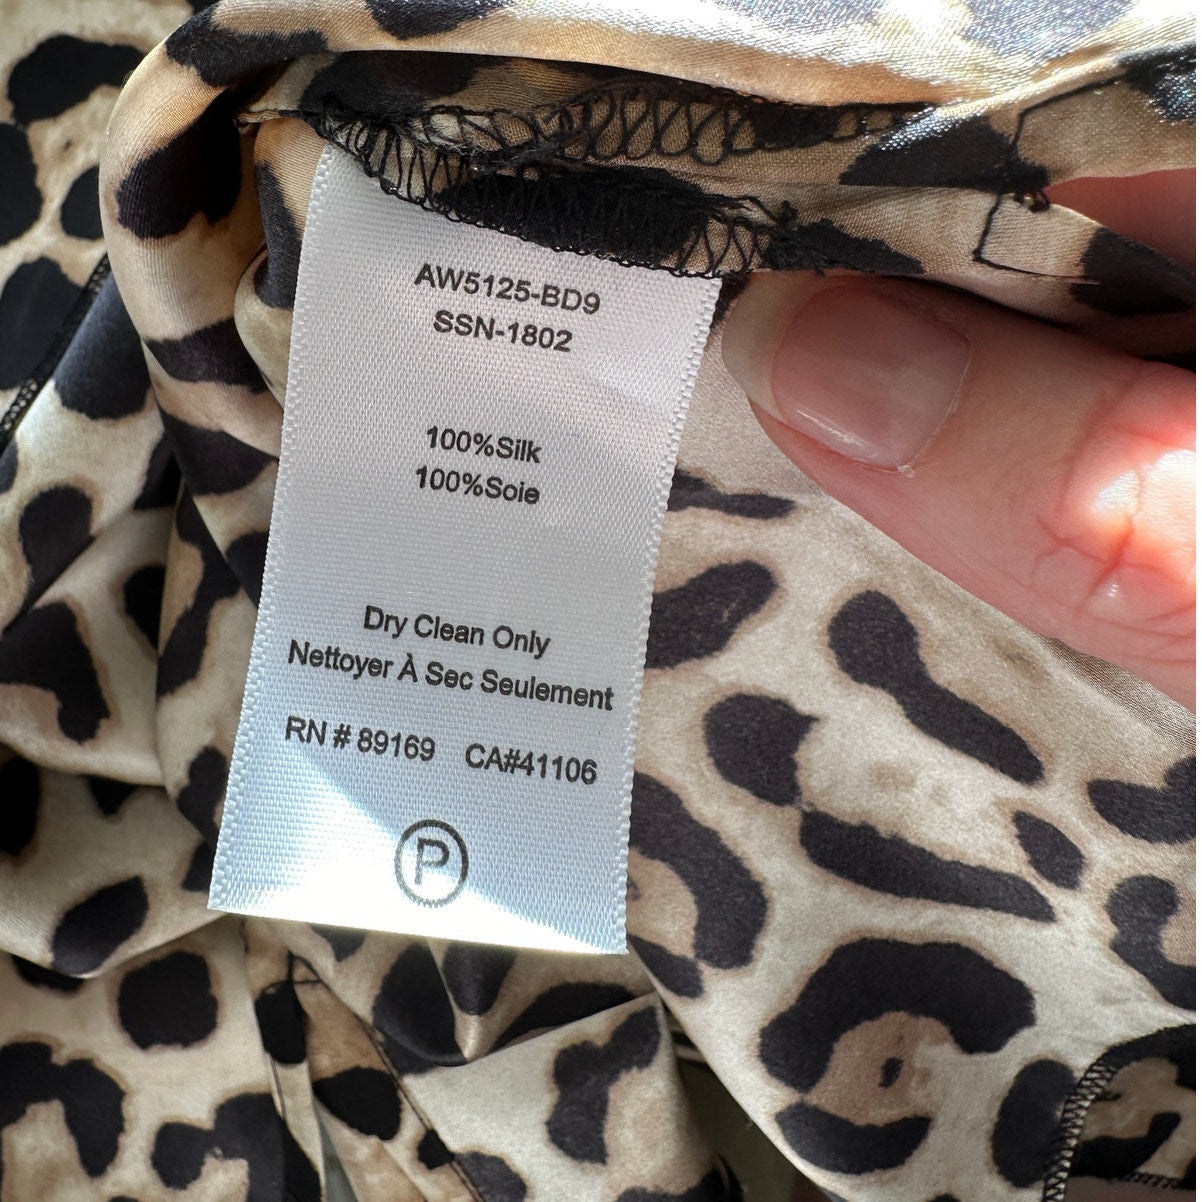 AW5125-BD9
SSN-1802
100%Silk
100%Soie
Dry Clean Only
Nettoyer À Sec Seulement
RN # 89169 CA#41106
P